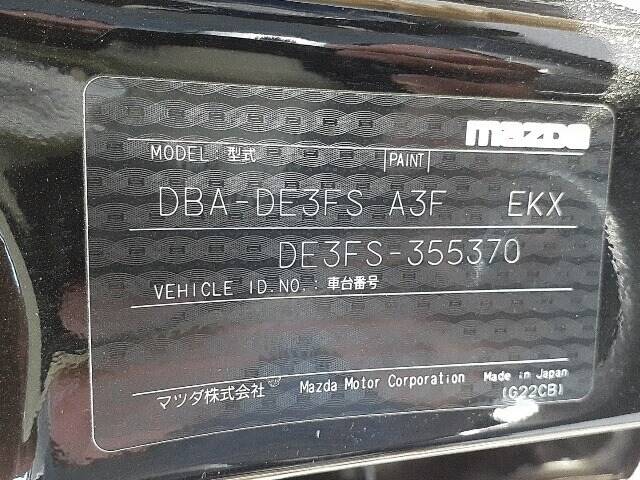 mazda
MODEL:型式 PAINT
DBA-DE3FS A3F EKX
DE3FS-355370
VEHICLE ID.NO.:車台番号
マツダ株式会社 Mazda Motor Corporation Made in Japan
(G22CB)